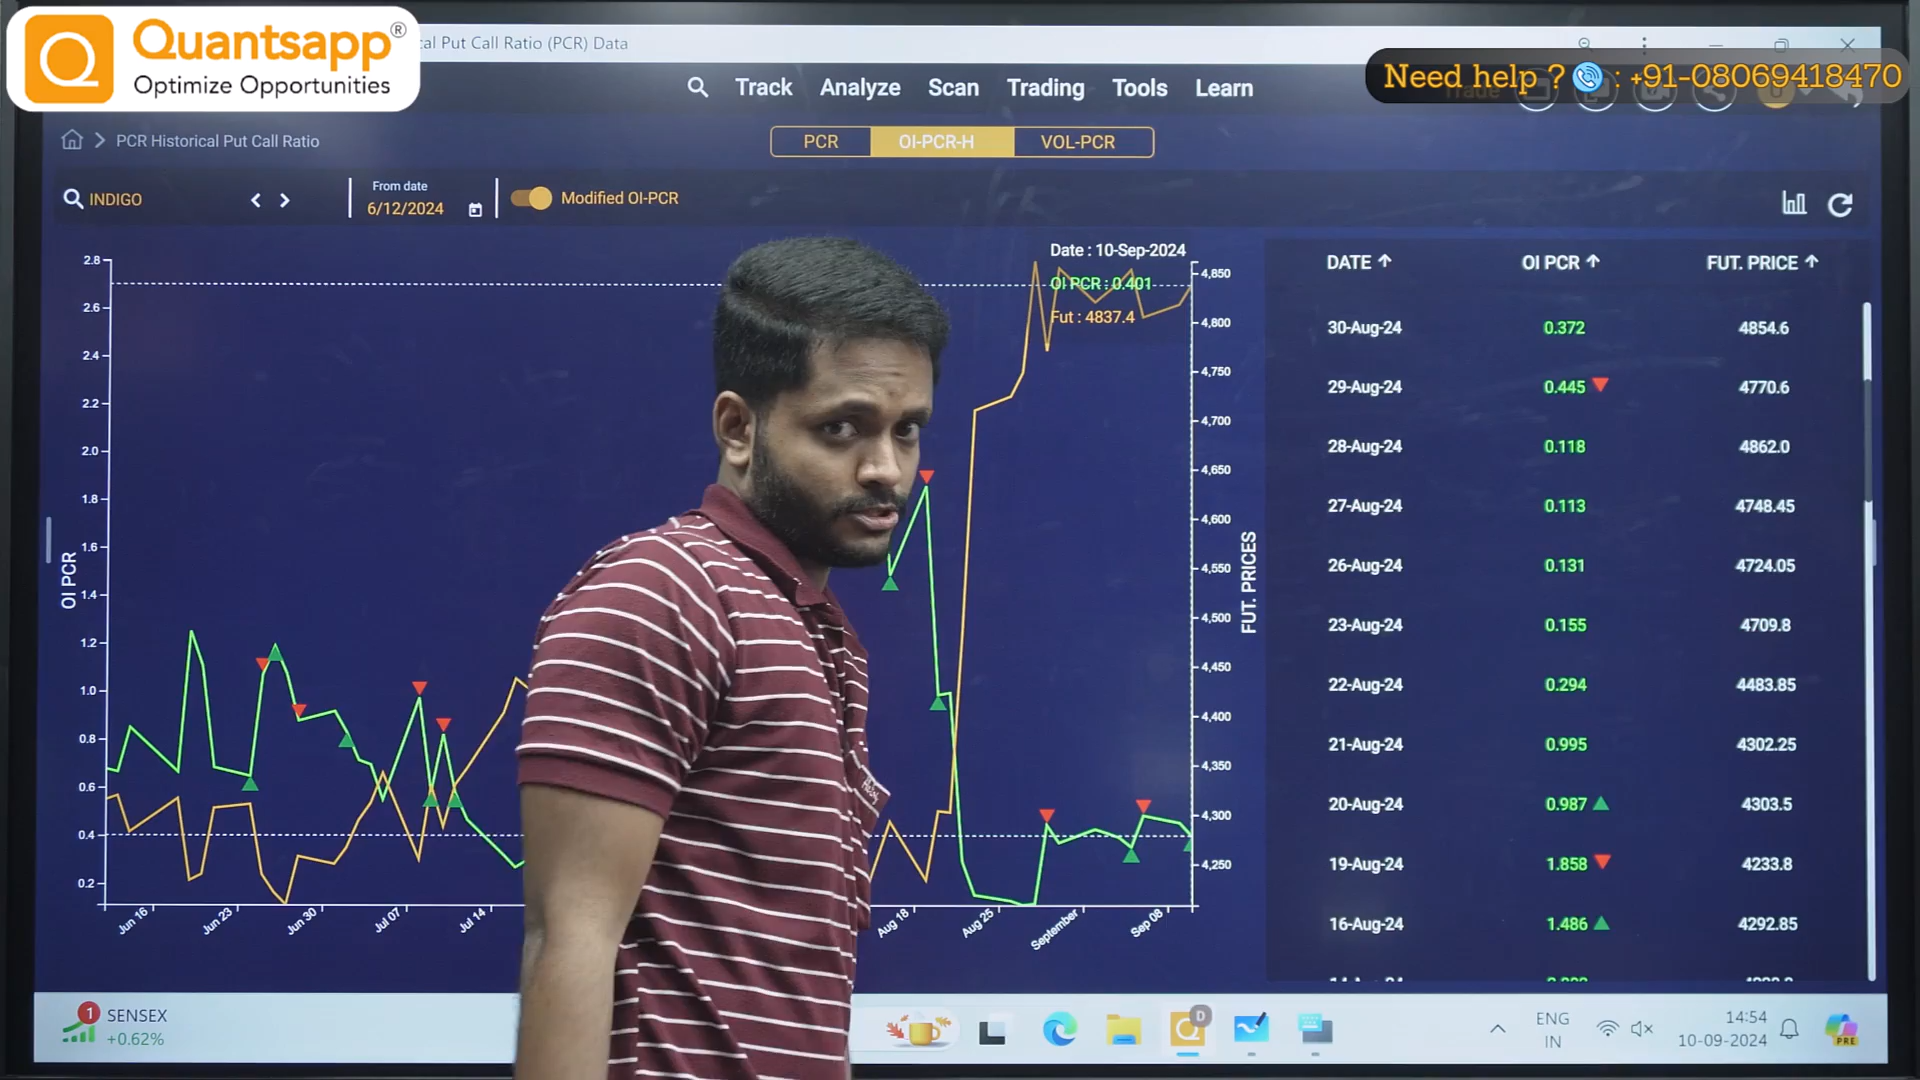 Quantsapp®
Optimize Opportunities
cal Put Call Ratio (PCR) Data
Need help ? : +91-08069418470
Track Analyze Scan Trading Tools Learn
PCR Historical Put Call Ratio
PCR OI-PCR-H VOL-PCR
INDIGO
From date
6/12/2024
Modified OI-PCR
Date : 10-Sep-2024
OI PCR : 0.401
Fut : 4837.4
2.8
2.6
2.4
2.2
2.0
1.8
1.6
1.4
1.2
1.0
0.8
0.6
0.4
0.2
OI PCR
4,850
4,800
4,750
4,700
4,650
4,600
4,550
4,500
4,450
4,400
4,350
4,300
4,250
FUT. PRICES
Jun 16 Jun 23 Jun 30 Jul 07 Jul 14 Aug 18 Aug 25 September Sep 08
DATE OI PCR FUT. PRICE
30-Aug-24 0.372 4854.6
29-Aug-24 0.445 4770.6
28-Aug-24 0.118 4862.0
27-Aug-24 0.113 4748.45
26-Aug-24 0.131 4724.05
23-Aug-24 0.155 4709.8
22-Aug-24 0.294 4483.85
21-Aug-24 0.995 4302.25
20-Aug-24 0.987 4303.5
19-Aug-24 1.858 4233.8
16-Aug-24 1.486 4292.85
1
SENSEX
+0.62%
D
ENG
IN
14:54
10-09-2024
PRE